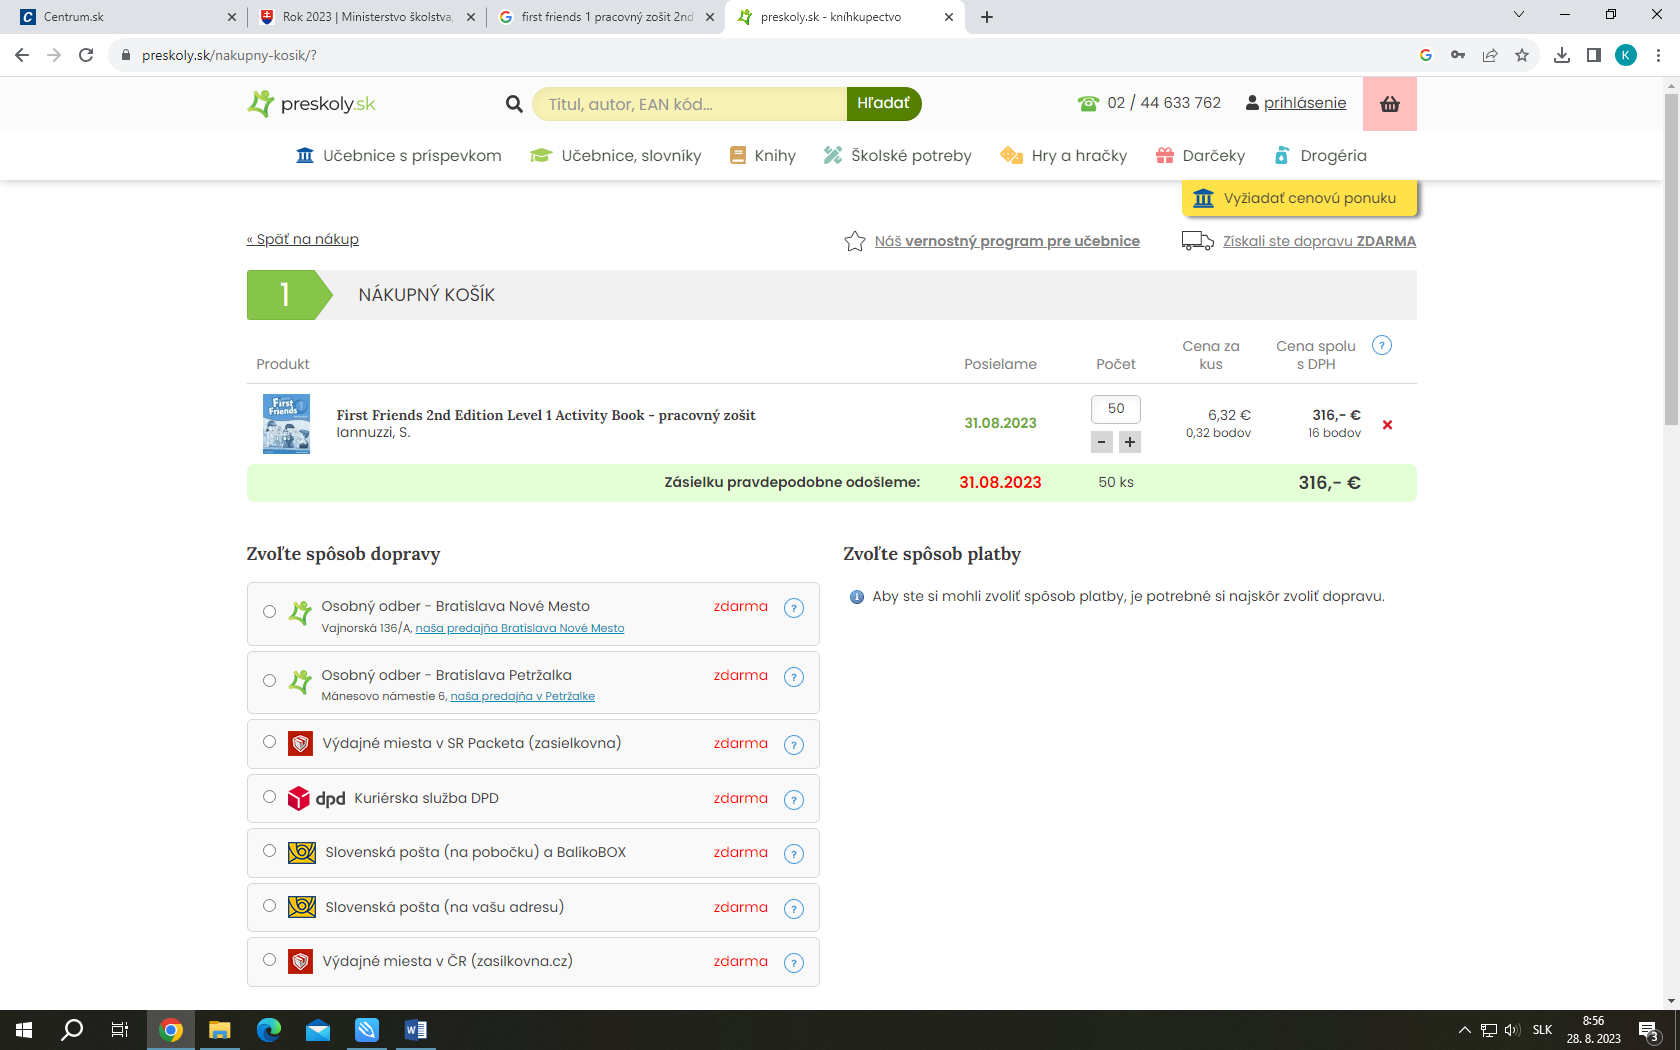 Centrum.sk
Rok 2023 | Ministerstvo školstva,
first friends 1 pracovný zošit 2nd
preskoly.sk - kníhkupectvo
preskoly.sk/nakupny-kosik/?
K
preskoly.sk
Titul, autor, EAN kód...
Hľadať
02 / 44 633 762
prihlásenie
Učebnice s príspevkom
Učebnice, slovníky
Knihy
Školské potreby
Hry a hračky
Darčeky
Drogéria
Vyžiadať cenovú ponuku
« Späť na nákup
Náš vernostný program pre učebnice
Získali ste dopravu ZDARMA
1 NÁKUPNÝ KOŠÍK
Produkt
Posielame
Počet
Cena za
kus
Cena spolu
s DPH
?
First
Friends 1
First Friends 2nd Edition Level 1 Activity Book - pracovný zošit
Iannuzzi, S.
31.08.2023
50
- +
6,32 €
0,32 bodov
316,- €
16 bodov
Zásielku pravdepodobne odošleme: 31.08.2023 50 ks 316,- €
Zvoľte spôsob dopravy
Osobný odber - Bratislava Nové Mesto zdarma ?
Vajnorská 136/A, naša predajňa Bratislava Nové Mesto
Osobný odber - Bratislava Petržalka zdarma ?
Mánesovo námestie 6, naša predajňa v Petržalke
Výdajné miesta v SR Packeta (zasielkovna) zdarma ?
dpd Kuriérska služba DPD zdarma ?
Slovenská pošta (na pobočku) a BalíkoBOX zdarma ?
Slovenská pošta (na vašu adresu) zdarma ?
Výdajné miesta v ČR (zasilkovna.cz) zdarma ?
Zvoľte spôsob platby
Aby ste si mohli zvoliť spôsob platby, je potrebné si najskôr zvoliť dopravu.
SLK
8:56
28. 8. 2023
3